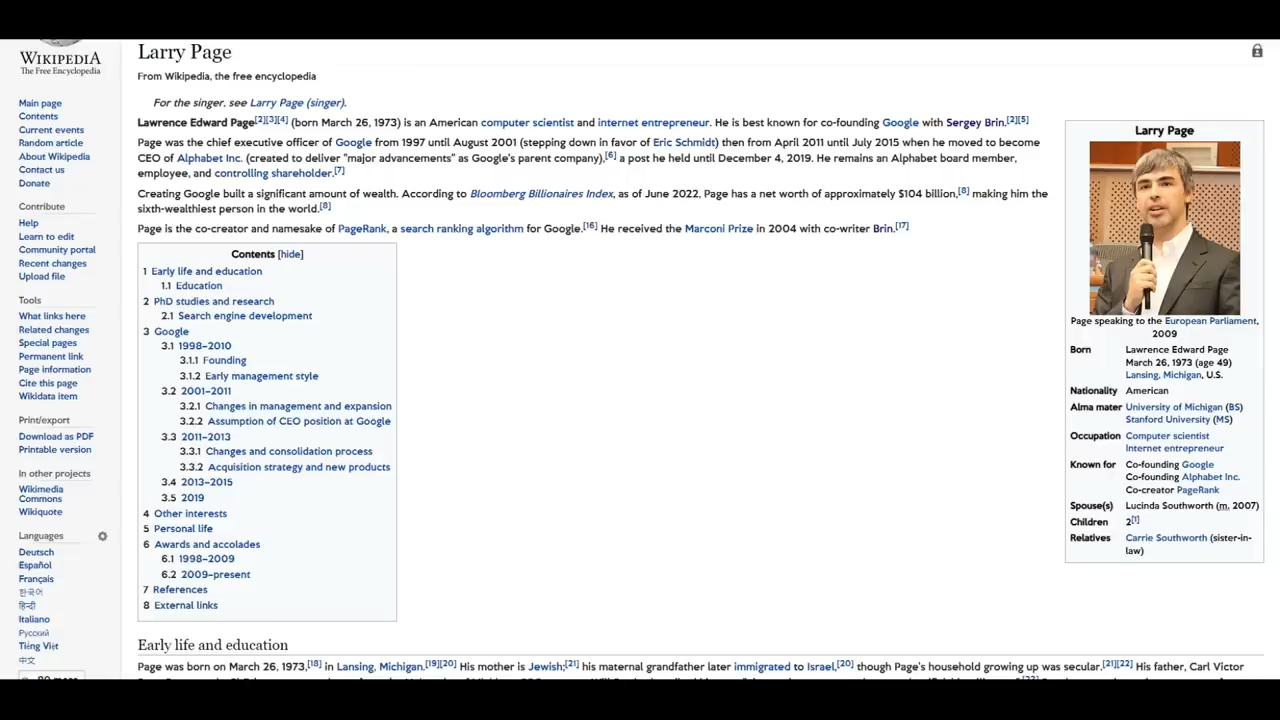 WIKIPEDIA
The Free Encyclopedia
Main page
Contents
Current events
Random article
About Wikipedia
Contact us
Donate
Contribute
Help
Learn to edit
Community portal
Recent changes
Upload file
Tools
What links here
Related changes
Special pages
Permanent link
Page information
Cite this page
Wikidata item
Print/export
Download as PDF
Printable version
In other projects
Wikimedia
Commons
Wikiquote
Languages
Deutsch
Español
Français
한국어
हिन्दी
Italiano
Русский
Tiếng Việt
中文
Larry Page
From Wikipedia, the free encyclopedia
For the singer, see Larry Page (singer).
Lawrence Edward Page[2][3][4] (born March 26, 1973) is an American computer scientist and internet entrepreneur. He is best known for co-founding Google with Sergey Brin.[2][5]
Page was the chief executive officer of Google from 1997 until August 2001 (stepping down in favor of Eric Schmidt) then from April 2011 until July 2015 when he moved to become
CEO of Alphabet Inc. (created to deliver "major advancements" as Google's parent company),[6] a post he held until December 4, 2019. He remains an Alphabet board member,
employee, and controlling shareholder.[7]
Creating Google built a significant amount of wealth. According to Bloomberg Billionaires Index, as of June 2022, Page has a net worth of approximately $104 billion,[8] making him the
sixth-wealthiest person in the world.[8]
Page is the co-creator and namesake of PageRank, a search ranking algorithm for Google.[16] He received the Marconi Prize in 2004 with co-writer Brin.[17]
Contents [hide]
1 Early life and education
1.1 Education
2 PhD studies and research
2.1 Search engine development
3 Google
3.1 1998–2010
3.1.1 Founding
3.1.2 Early management style
3.2 2001–2011
3.2.1 Changes in management and expansion
3.2.2 Assumption of CEO position at Google
3.3 2011–2013
3.3.1 Changes and consolidation process
3.3.2 Acquisition strategy and new products
3.4 2013–2015
3.5 2019
4 Other interests
5 Personal life
6 Awards and accolades
6.1 1998–2009
6.2 2009–present
7 References
8 External links
Larry Page
Page speaking to the European Parliament,
2009
Born Lawrence Edward Page
March 26, 1973 (age 49)
Lansing, Michigan, U.S.
Nationality American
Alma mater University of Michigan (BS)
Stanford University (MS)
Occupation Computer scientist
Internet entrepreneur
Known for Co-founding Google
Co-founding Alphabet Inc.
Co-creator PageRank
Spouse(s) Lucinda Southworth (m. 2007)
Children 2[1]
Relatives Carrie Southworth (sister-in-
law)
Early life and education
Page was born on March 26, 1973,[18] in Lansing, Michigan.[19][20] His mother is Jewish;[21] his maternal grandfather later immigrated to Israel,[20] though Page's household growing up was secular.[21][22] His father, Carl Victor